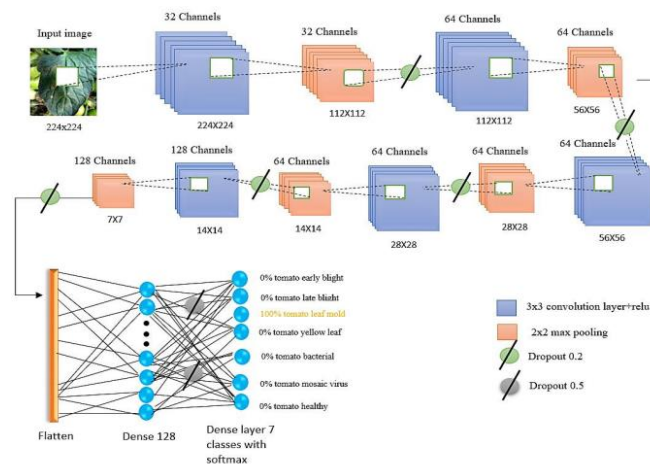 32 Channels
32 Channels
64 Channels
64 Channels
Input image
224x224
224X224
112X112
112X112
56X56
128 Channels
128 Channels
64 Channels
64 Channels
64 Channels
64 Channels
7X7
14X14
14X14
28X28
28X28
56X56
0% tomato early blight
0% tomato late blizht
100% tomato leaf mold
0% tomato yellow leaf
0% tomato bacterial
0% tomato mosaic virus
0% tomato healthy
3x3 convolution layer+relu
2x2 max pooling
Dropout 0.2
Dropout 0.5
Flatten
Dense 128
Dense layer 7
classes with
softmax